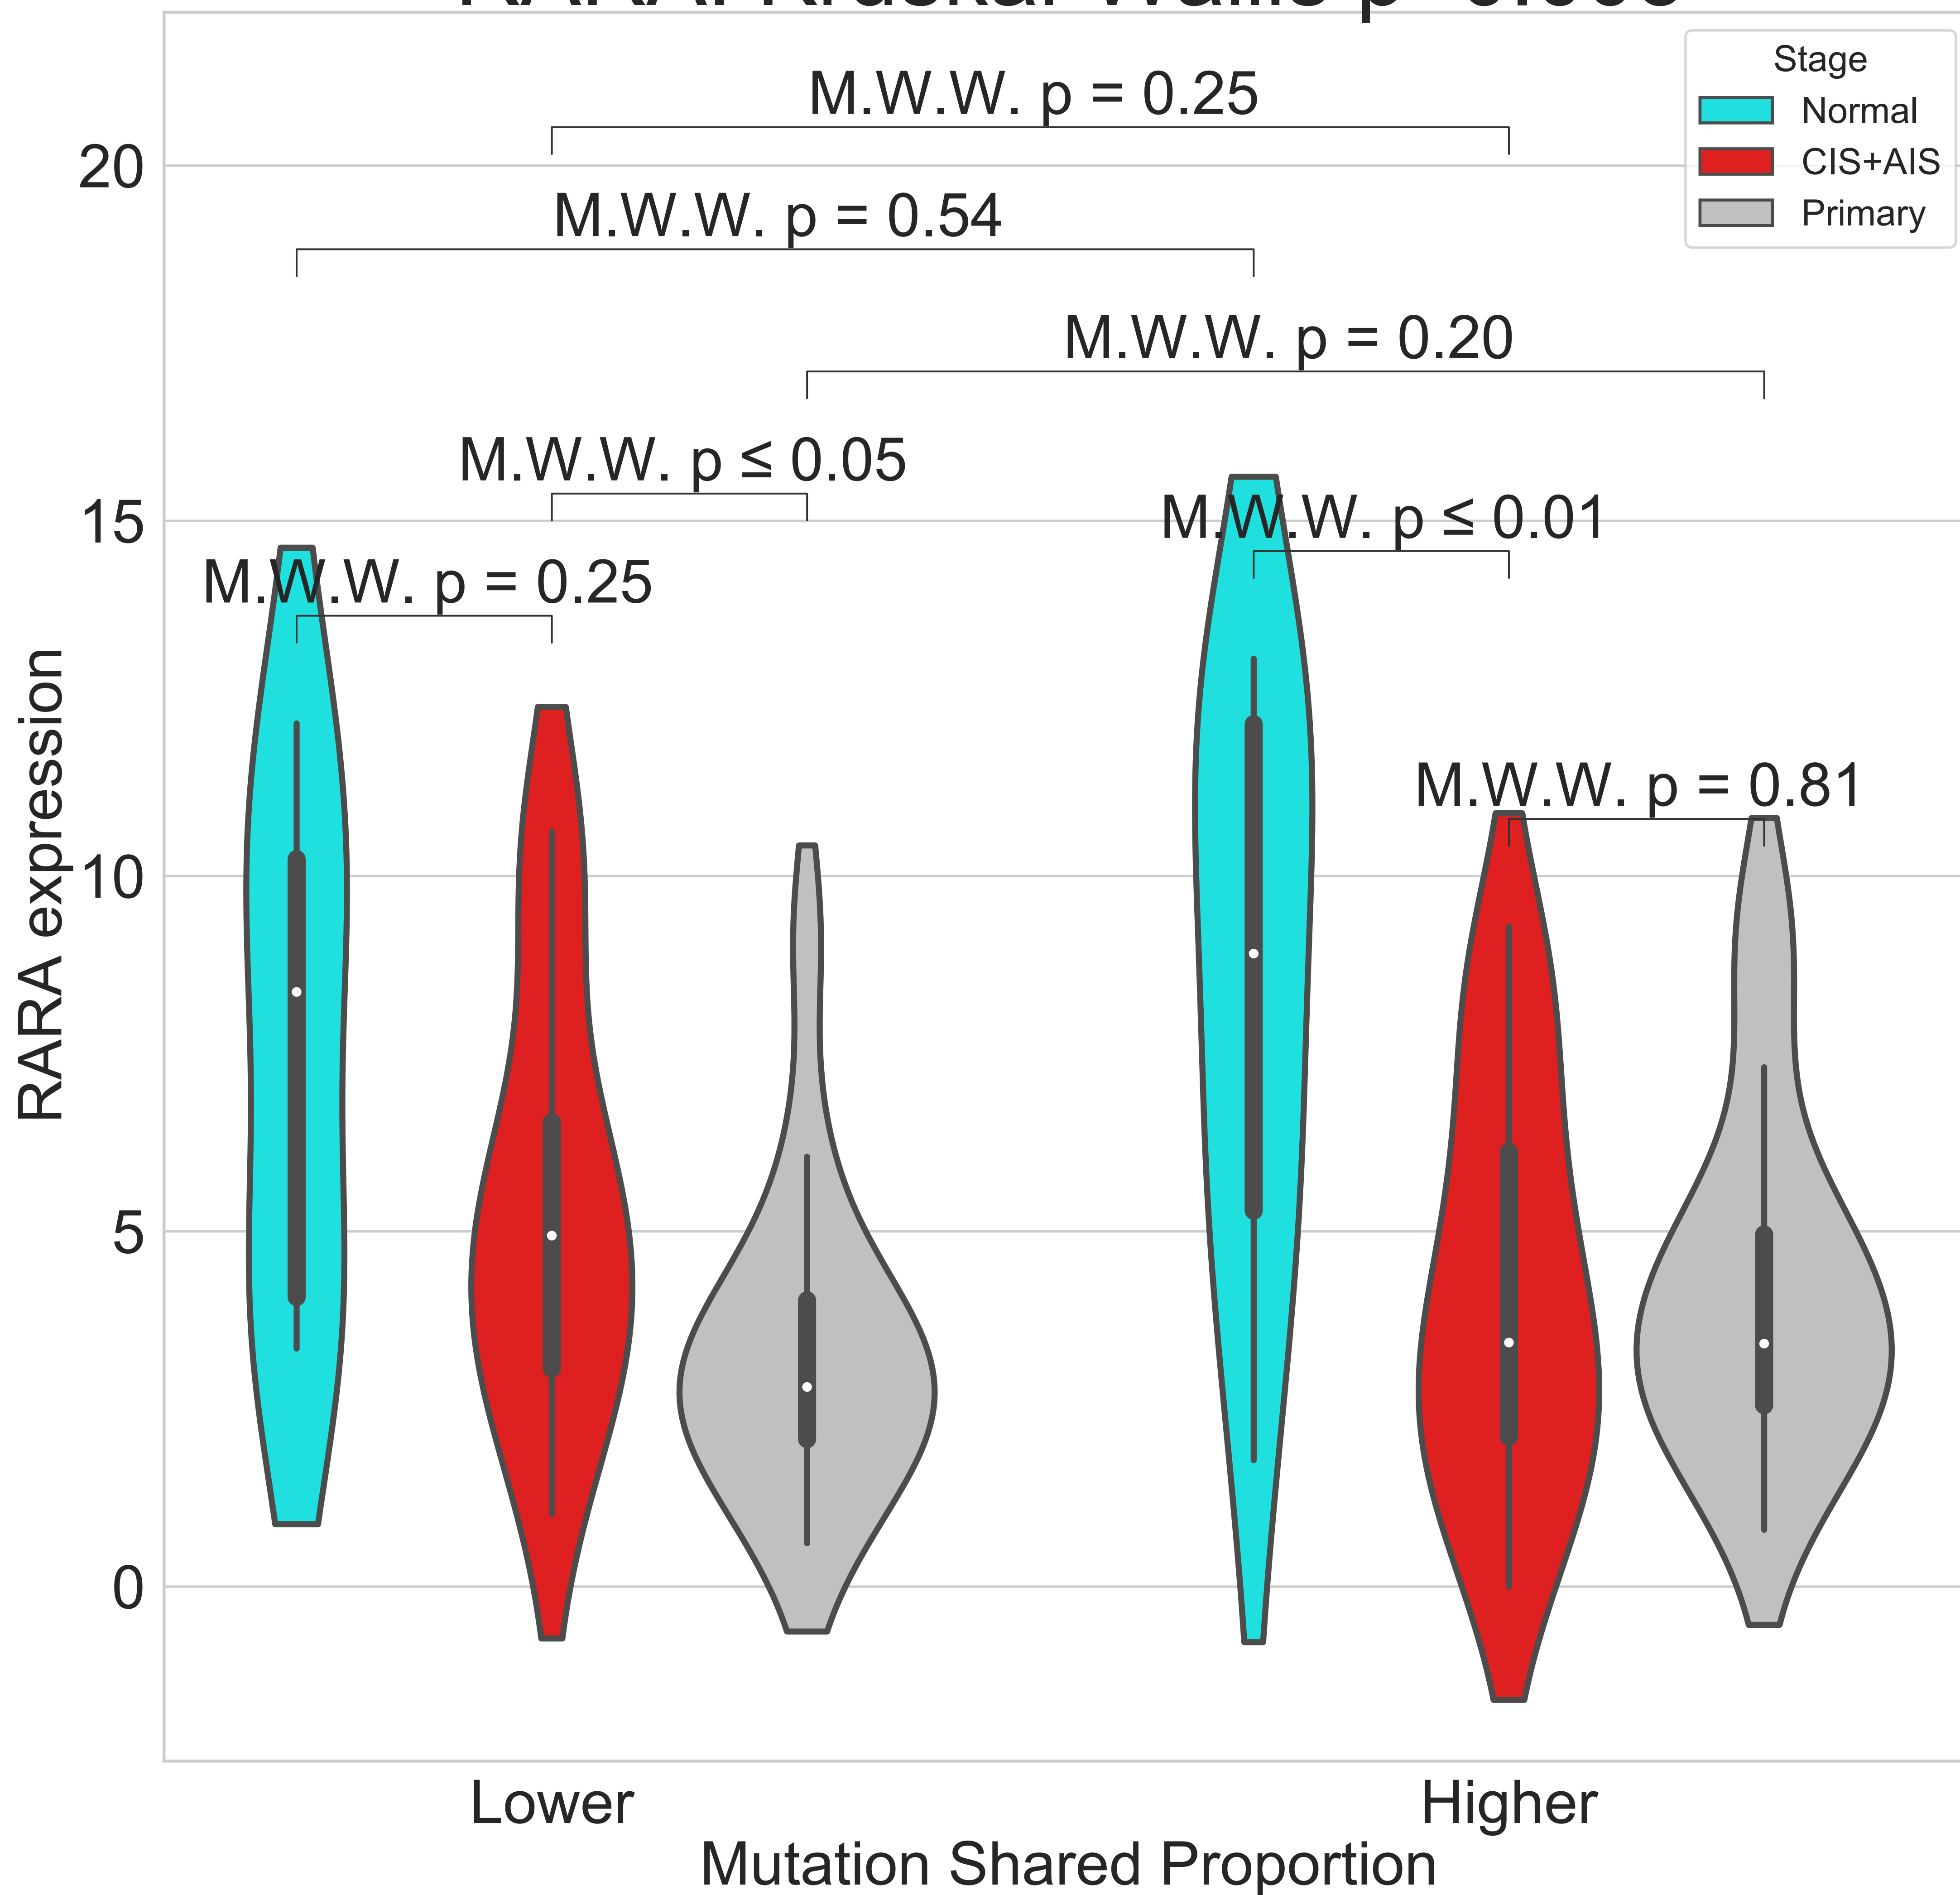 Stage
Normal
CIS+AIS
Primary
M.W.W. p = 0.25
20
M.W.W. p = 0.54
M.W.W. p = 0.20
M.W.W. p ≤ 0.05
M.W.W. p ≤ 0.01
15
M.W.W. p = 0.25
M.W.W. p = 0.81
10
RARA expression
5
0
Lower
Higher
Mutation Shared Proportion